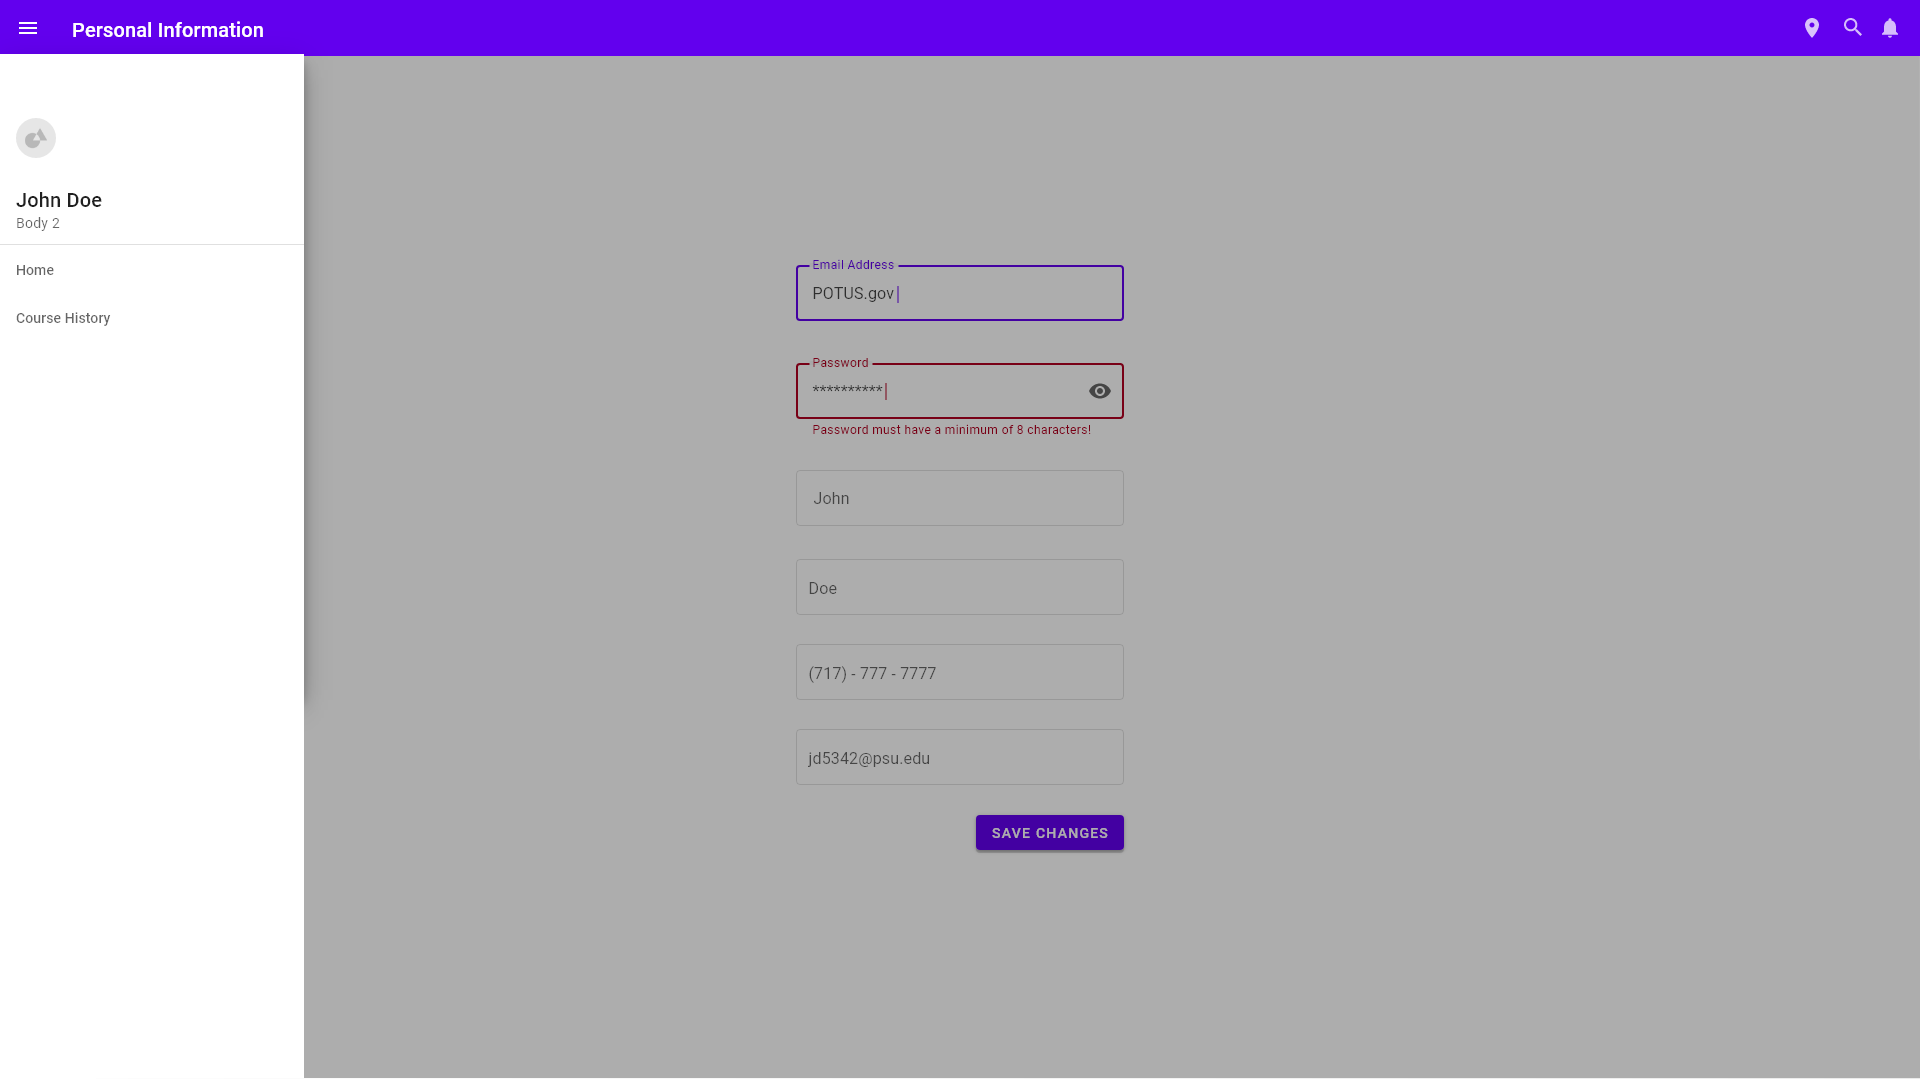 Personal Information
John Doe
Body 2
Home
Course History
Email Address
POTUS.gov
Password
**********
Password must have a minimum of 8 characters!
John
Doe
(717) - 777 - 7777
jd5342@psu.edu
SAVE CHANGES